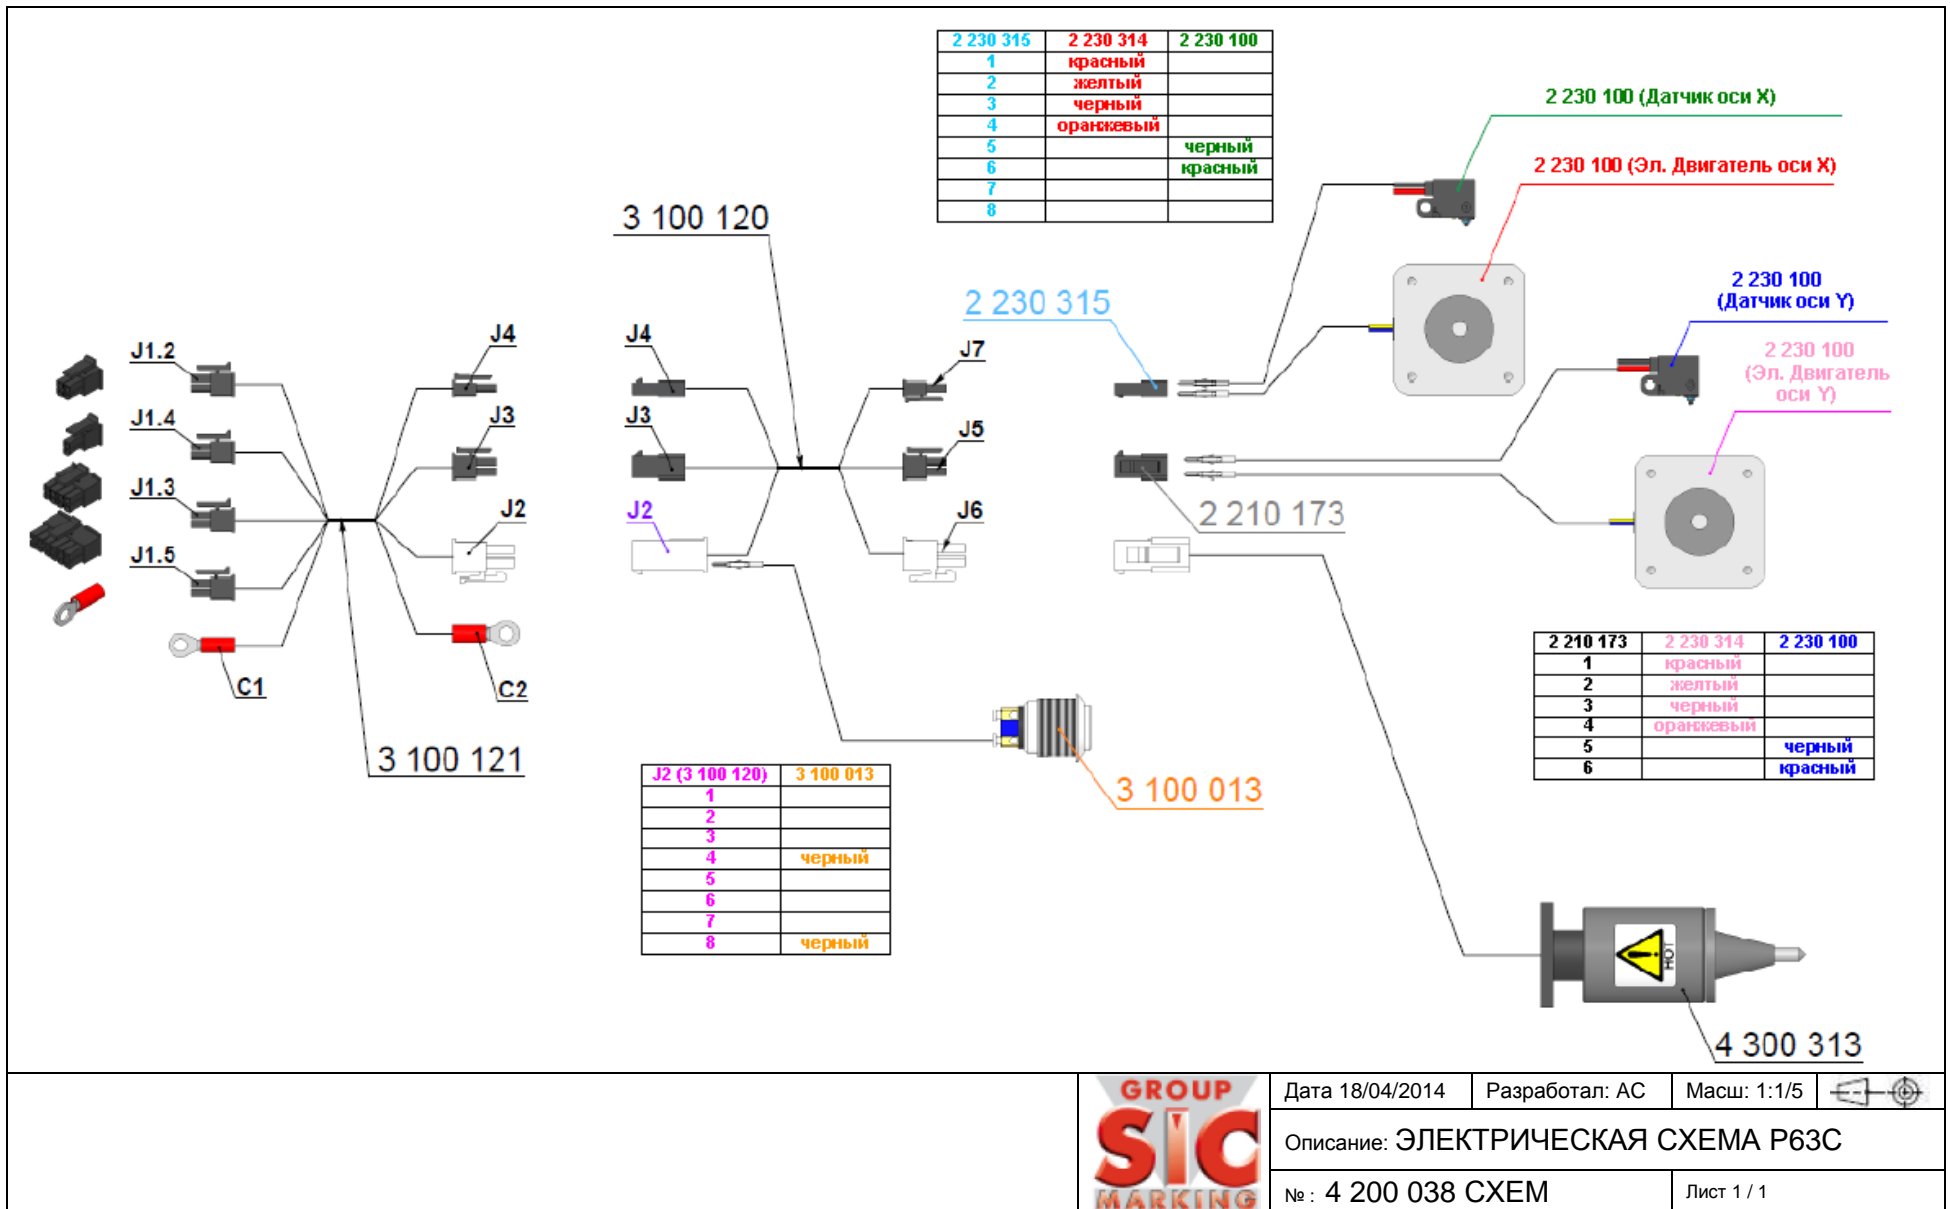 2 230 315 2 230 314 2 230 100
1 красный
2 желтый
3 черный
4 оранжевый
5 черный
6 красный
7
8
2 230 100 (Датчик оси X)
2 230 100 (Эл. Двигатель оси X)
2 230 100
(Датчик оси Y)
2 230 100
(Эл. Двигатель
оси Y)
3 100 120
2 230 315
J1.2
J1.4
J1.3
J1.5
C1
J4
J3
J2
C2
3 100 121
J4
J3
J2
J7
J5
J6
2 210 173
3 100 013
J2 (3 100 120) 3 100 013
1
2
3
4 черный
5
6
7
8 черный
2 210 173 2 230 314 2 230 100
1 красный
2 желтый
3 черный
4 оранжевый
5 черный
6 красный
HOT
4 300 313
GROUP
SIC
MARKING
Дата 18/04/2014 Разработал: АС Масш: 1:1/5
Описание: ЭЛЕКТРИЧЕСКАЯ СХЕМА P63C
№ : 4 200 038 СХЕМ Лист 1 / 1